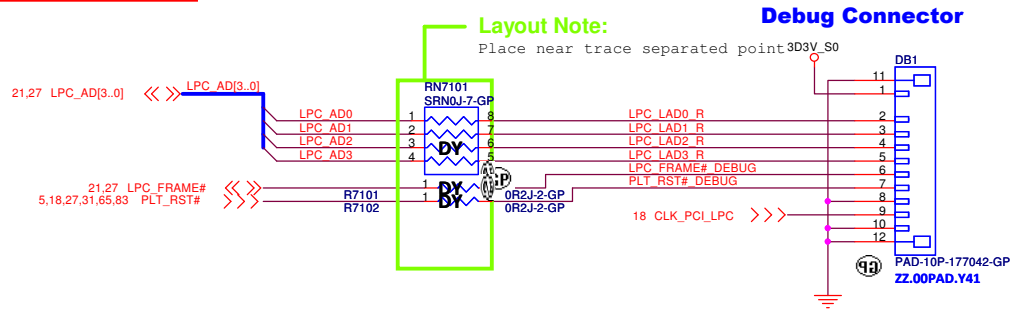 Debug Connector
Layout Note:
Place near trace separated point
3D3V_S0
DB1
21,27 LPC_AD[3..0]
LPC_AD[3..0]
RN7101
SRN0J-7-GP
11
1
LPC_AD0 1 8 LPC_LAD0_R 2
LPC_AD1 2 7 LPC_LAD1_R 3
LPC_AD2 3 DY 6 LPC_LAD2_R 4
LPC_AD3 4 5 LPC_LAD3_R 5
LPC_FRAME#_DEBUG 6
21,27 LPC_FRAME# 1 DY PLT_RST#_DEBUG 7
R7101 0R2J-2-GP
5,18,27,31,65,83 PLT_RST# 1 DY 8
R7102 0R2J-2-GP
18 CLK_PCI_LPC 9
10
12
GP
PAD-10P-177042-GP
ZZ.00PAD.Y41